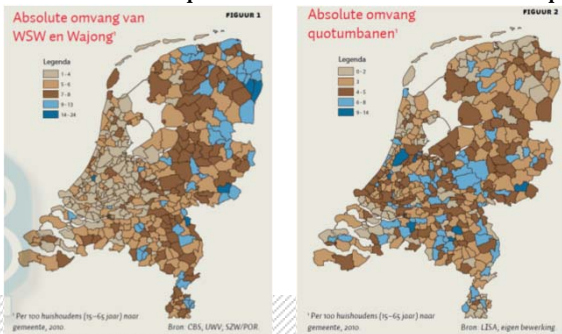 FIGUUR 1
Absolute omvang van
WSW en Wajong¹
Legenda
1–4
5–6
7–8
9–13
14–24
¹ Per 100 huishoudens (15–65 jaar) naar
gemeente, 2010.
Bron: CBS, UWV, SZW/POR
FIGUUR 2
Absolute omvang
quotumbanen¹
Legenda
0–2
3
4–5
6–8
9–14
¹ Per 100 huishoudens (15–65 jaar) naar
gemeente, 2010.
Bron: LISA, eigen bewerking